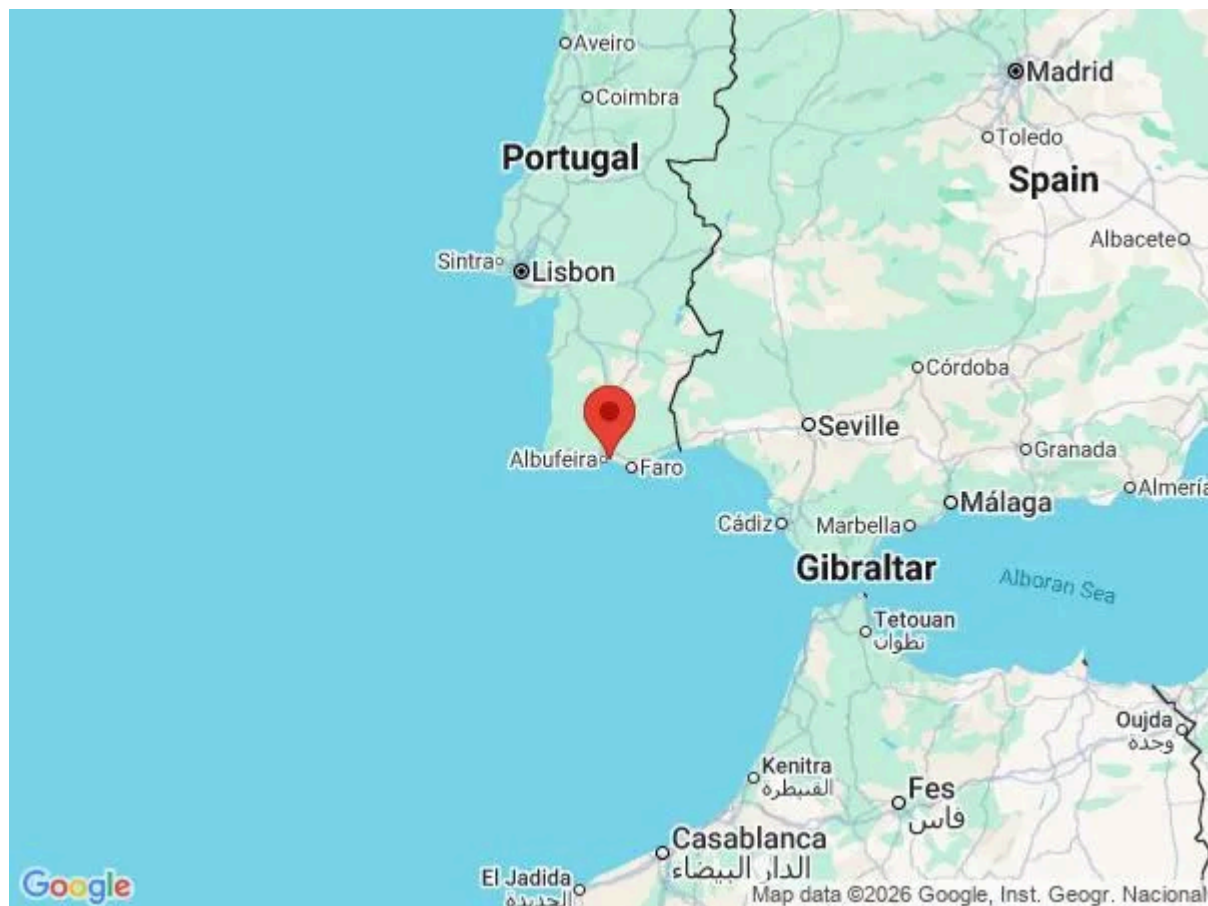 Aveiro
Madrid
Coimbra
Toledo
Portugal
Spain
Albacete
Sintra
Lisbon
Córdoba
Seville
Granada
Albufeira
Faro
Almería
Málaga
Cádiz
Marbella
Gibraltar
Alboran Sea
Tetouan
تطوان
Oujda
وجدة
Kenitra
القنيطرة
Fes
فاس
Casablanca
الدار البيضاء
El Jadida
الجديدة
Google
Map data ©2026 Google, Inst. Geogr. Nacional